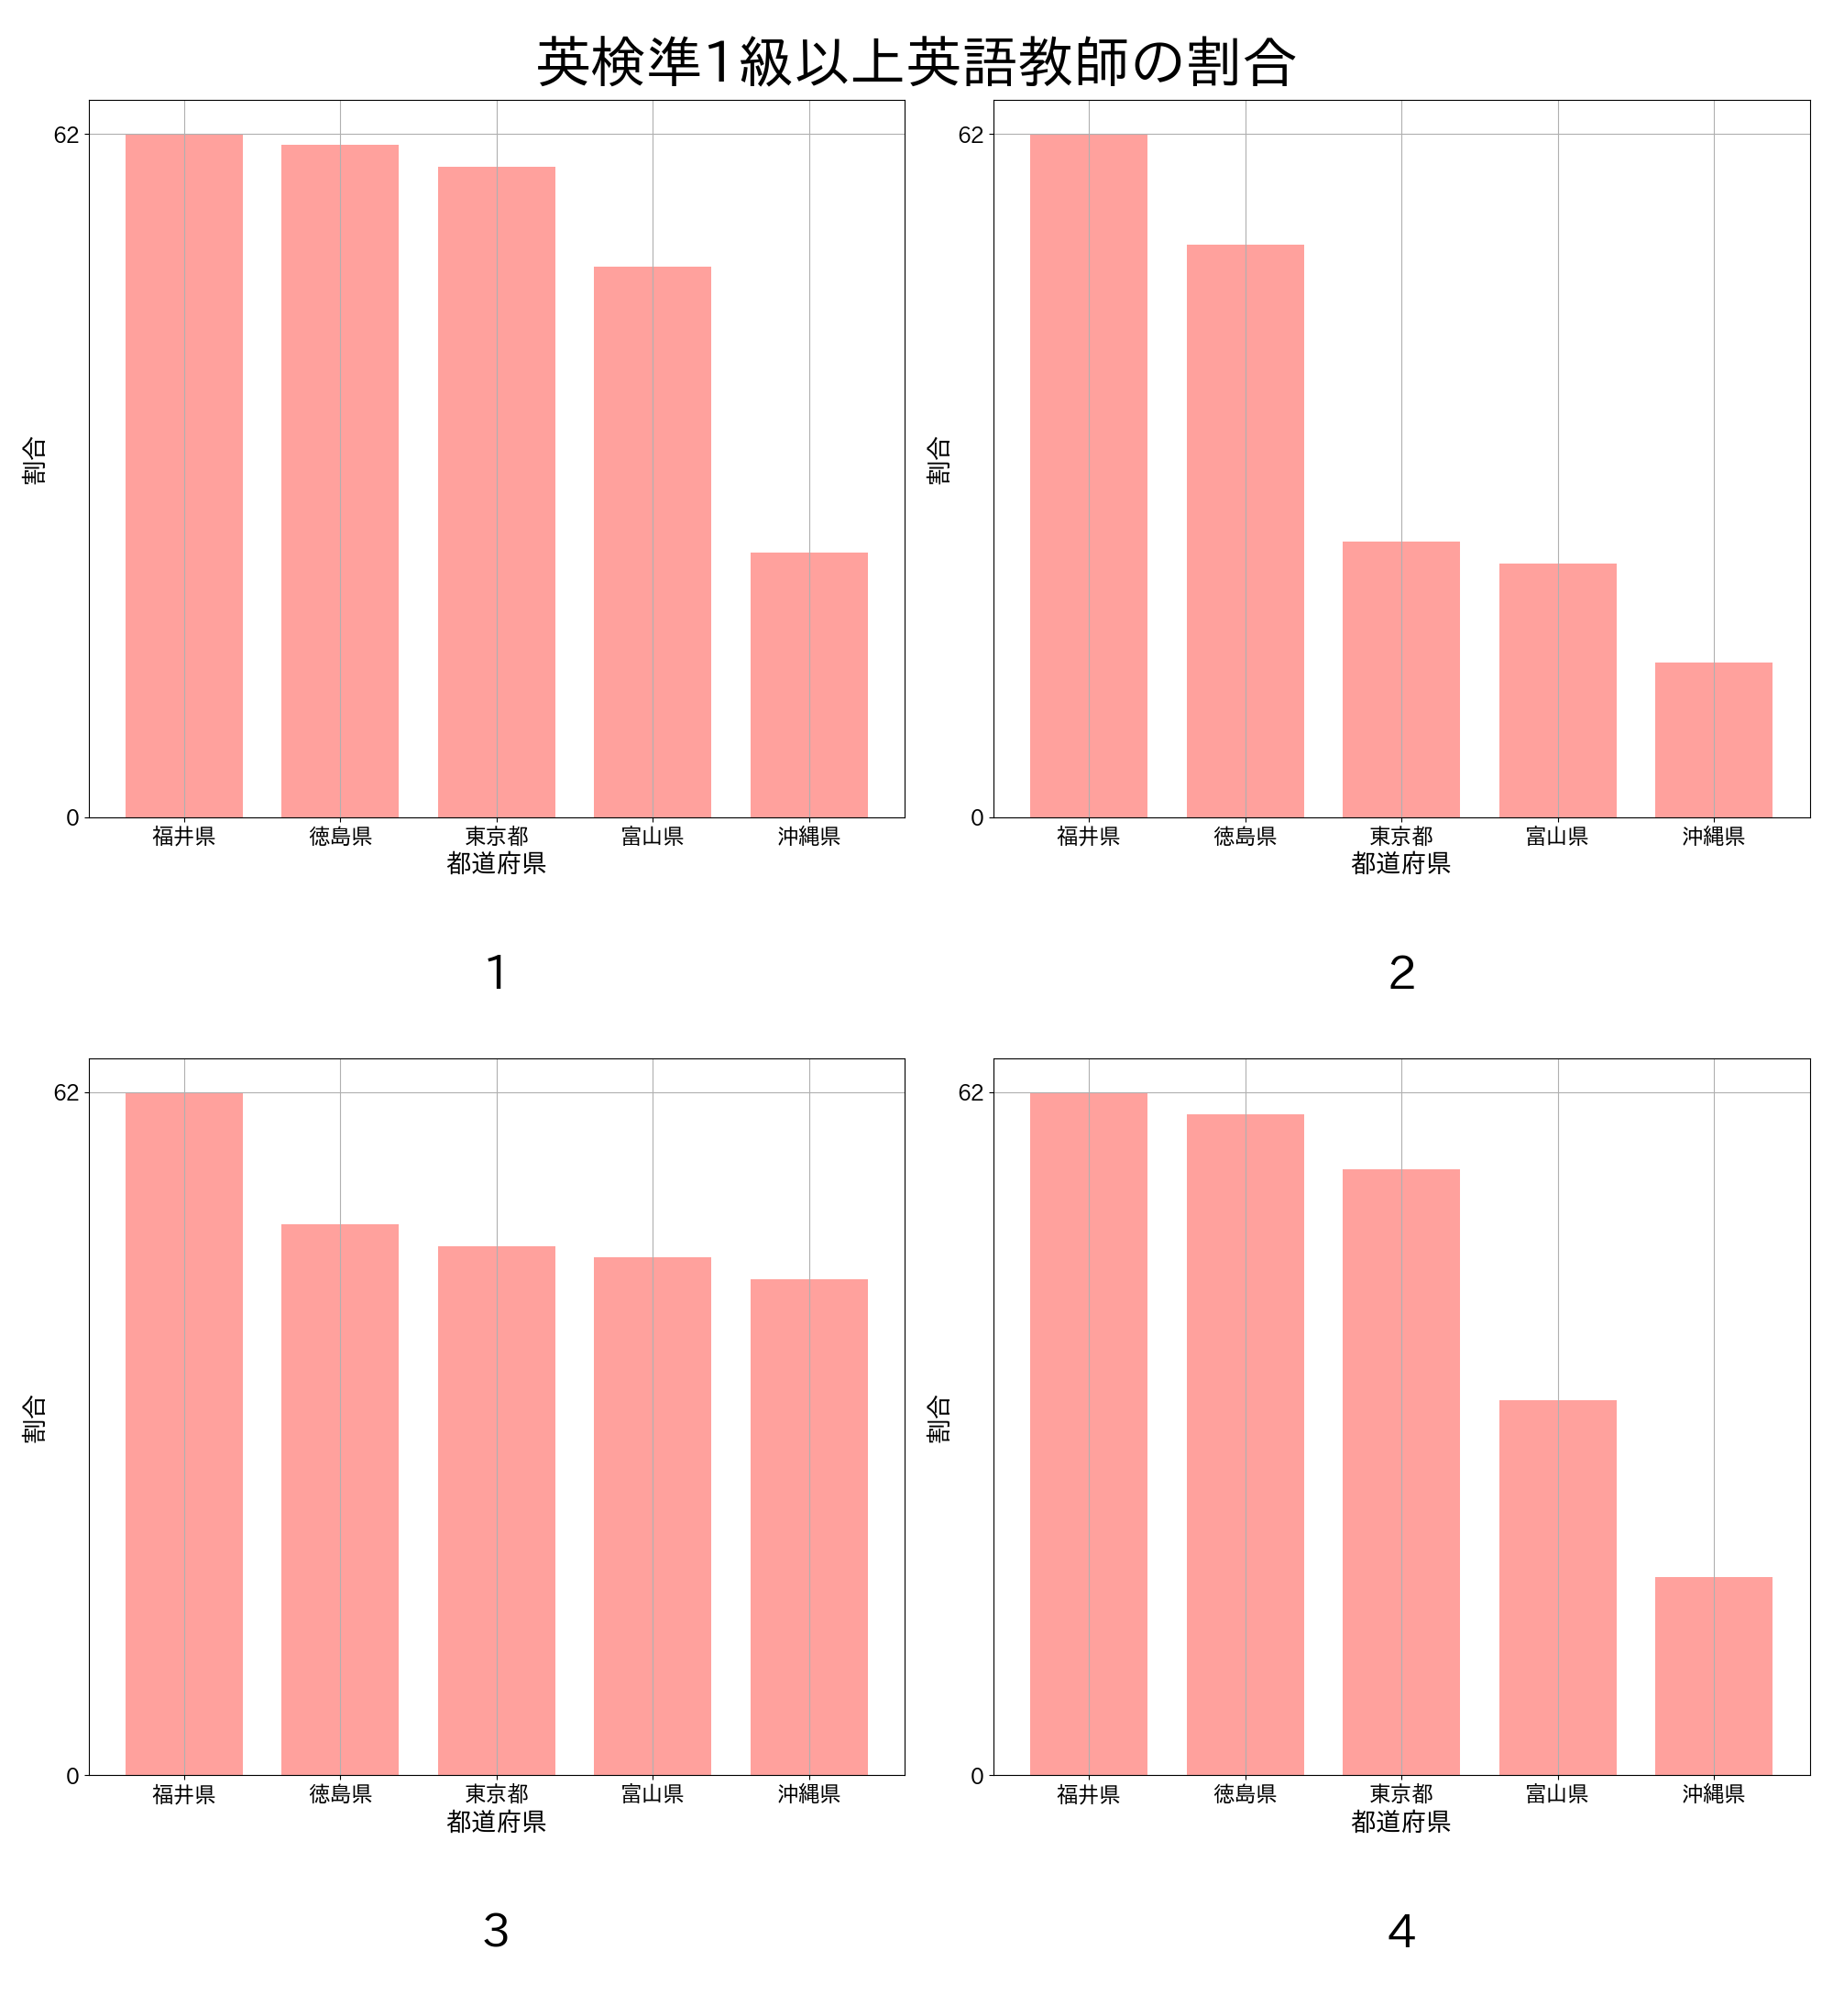 英検準1級以上英語教師の割合
62
0
割合
福井県 徳島県 東京都 富山県 沖縄県
都道府県
1
62
0
割合
福井県 徳島県 東京都 富山県 沖縄県
都道府県
2
62
0
割合
福井県 徳島県 東京都 富山県 沖縄県
都道府県
3
62
0
割合
福井県 徳島県 東京都 富山県 沖縄県
都道府県
4